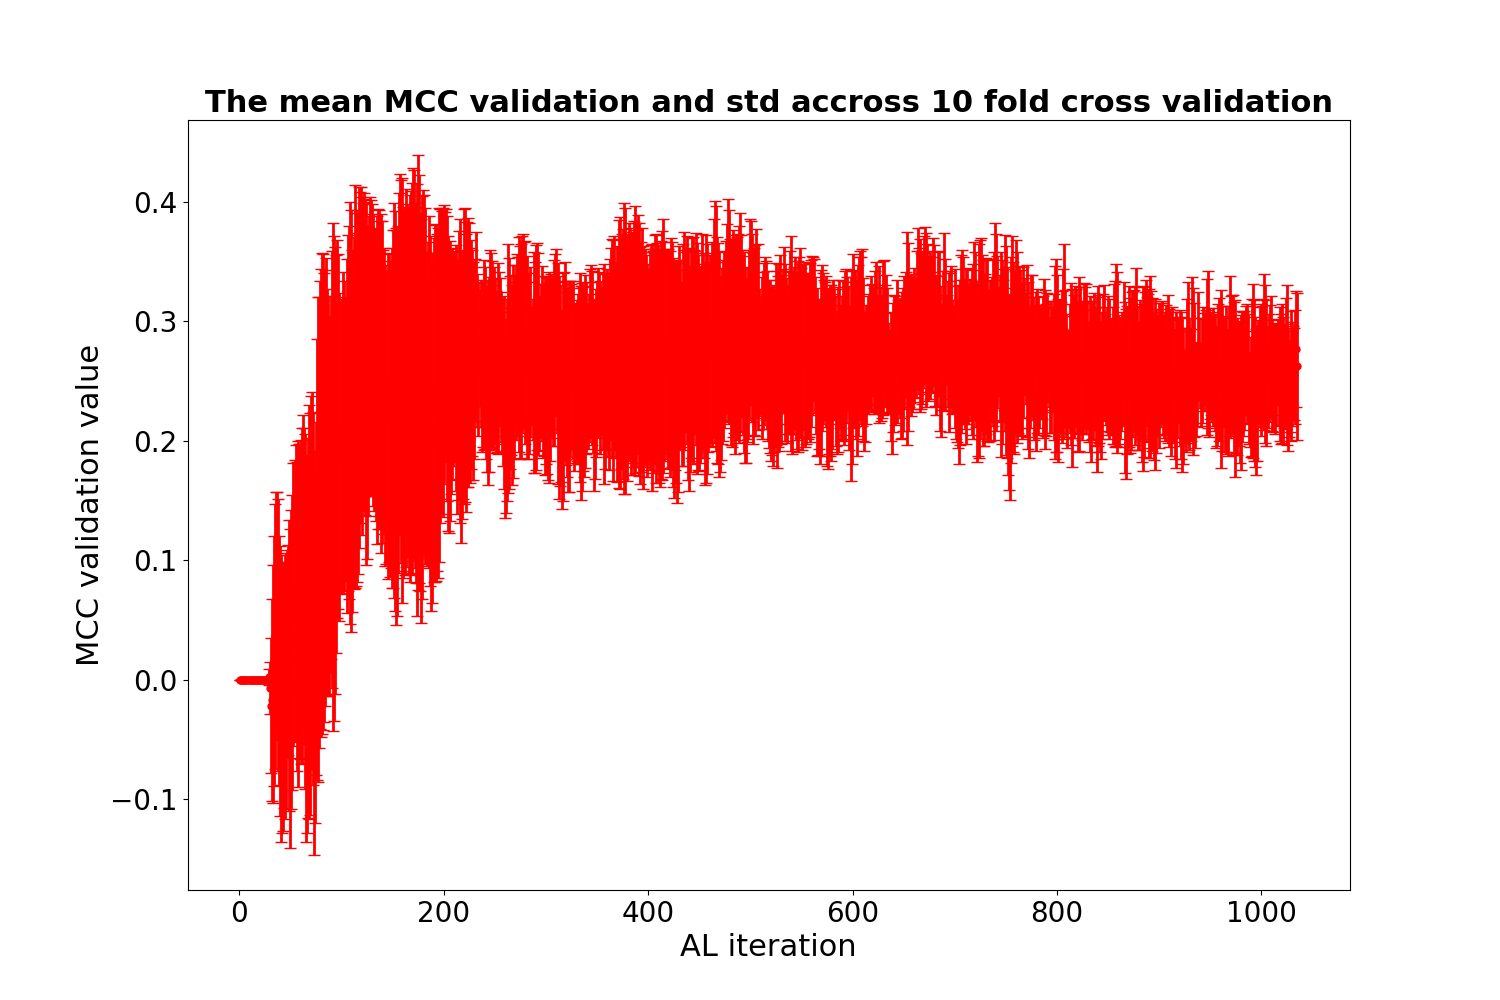 The mean MCC validation and std accross 10 fold cross validation
MCC validation value
0.4
0.3
0.2
0.1
0.0
−0.1
0 200 400 600 800 1000
AL iteration